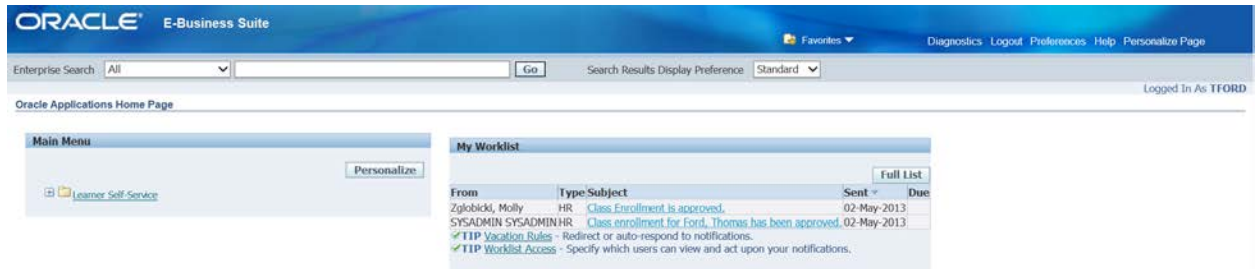 ORACLE E-Business Suite
Favorites
Diagnostics Logout Preferences Help Personalize Page
Enterprise Search All Go Search Results Display Preference Standard
Logged In As TFORD
Oracle Applications Home Page
Main Menu
Personalize
Learner Self-Service
My Worklist
Full List
From Type Subject Sent Due
Zglobicki, Molly HR Class Enrollment is approved. 02-May-2013
SYSADMIN SYSADMIN HR Class enrollment for Ford, Thomas has been approved. 02-May-2013
TIP Vacation Rules - Redirect or auto-respond to notifications.
TIP Worklist Access - Specify which users can view and act upon your notifications.